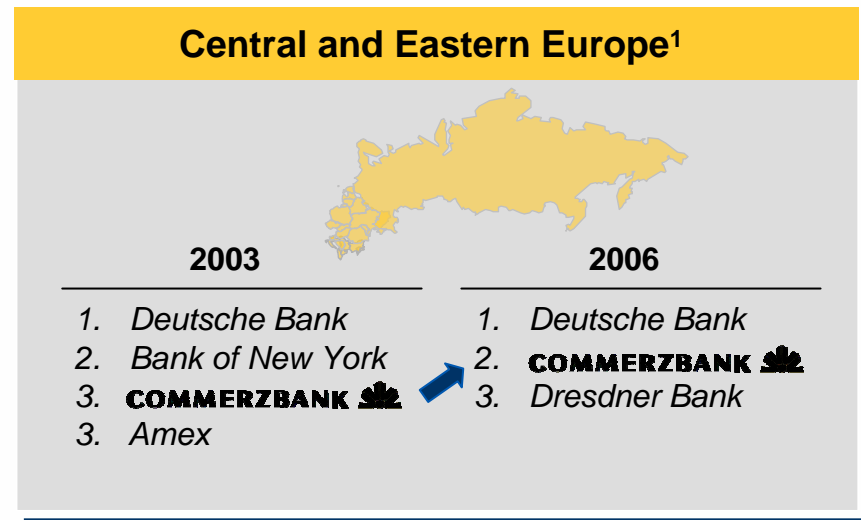 Central and Eastern Europe¹
2003
1. Deutsche Bank
2. Bank of New York
3. COMMERZBANK
3. Amex
2006
1. Deutsche Bank
2. COMMERZBANK
3. Dresdner Bank